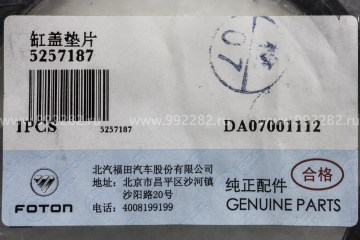 缸盖垫片
5257187
07
1PCS
5257187
DA07001112
www.992282.ru
北汽福田汽车股份有限公司
地址：北京市昌平区沙河镇
沙阳路20号
电话：4008199199
FOTON
纯正配件
合格
GENUINE PARTS